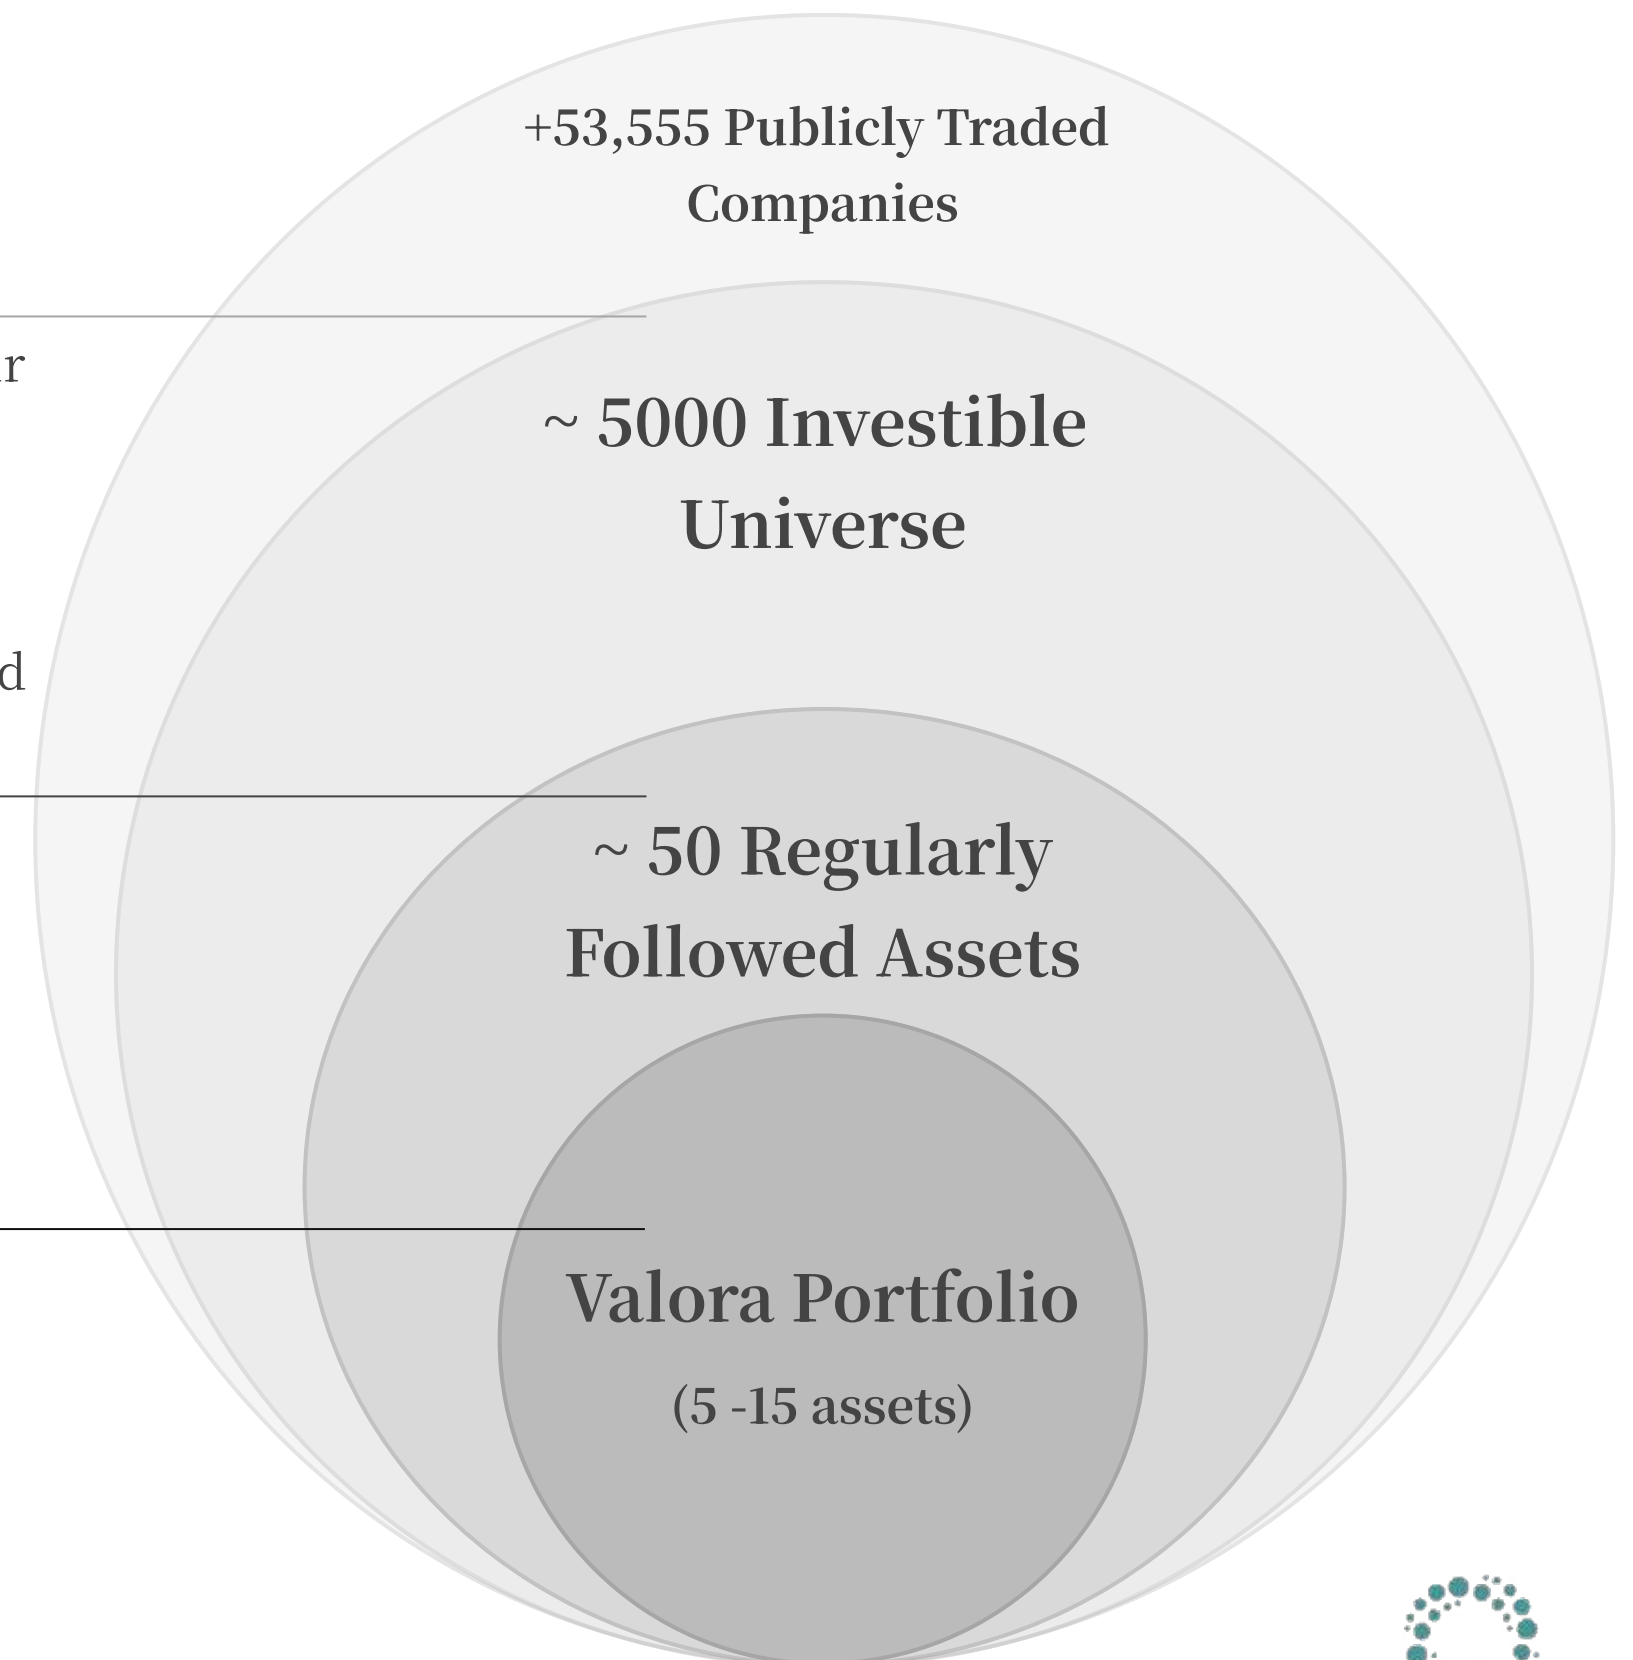 +53,555 Publicly Traded
Companies
r
~ 5000 Investible
Universe
d
~ 50 Regularly
Followed Assets
Valora Portfolio
(5 -15 assets)